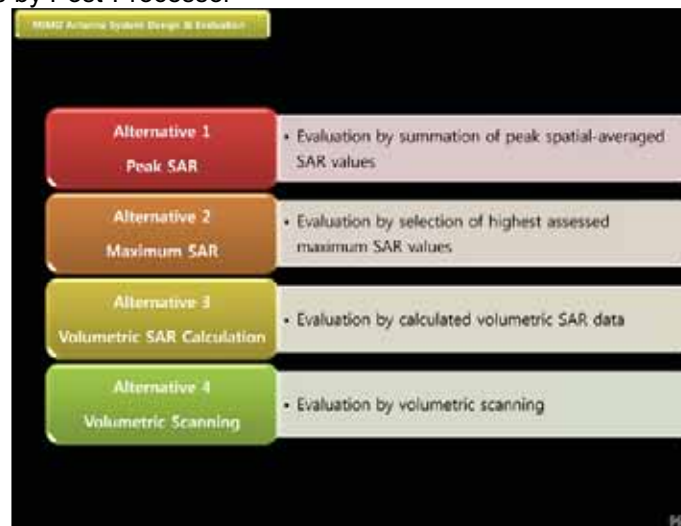 by Post Processor
MIMO Antenna System Design & Evaluation
Alternative 1
Peak SAR
• Evaluation by summation of peak spatial-averaged
SAR values
Alternative 2
Maximum SAR
• Evaluation by selection of highest assessed
maximum SAR values
Alternative 3
Volumetric SAR Calculation
• Evaluation by calculated volumetric SAR data
Alternative 4
Volumetric Scanning
• Evaluation by volumetric scanning